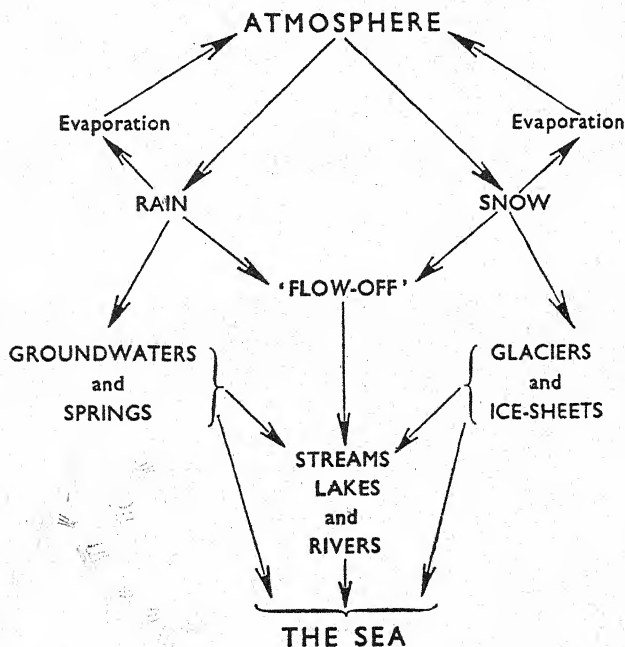 ATMOSPHERE
Evaporation
Evaporation
RAIN
SNOW
'FLOW-OFF'
GROUNDWATERS
and
SPRINGS
GLACIERS
and
ICE-SHEETS
STREAMS
LAKES
and
RIVERS
THE SEA